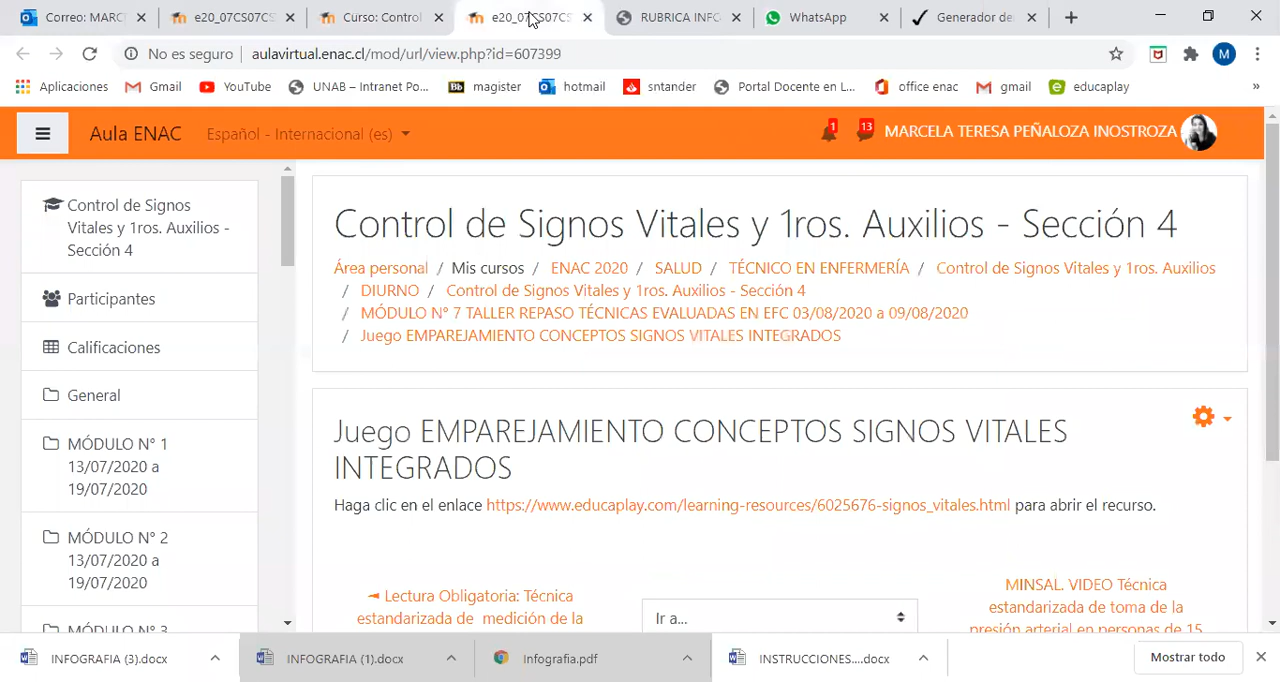 Correo: MARC
e20_07CS07CS
Curso: Control
e20_07CS07CS
RUBRICA INFO
WhatsApp
Generador de
No es seguro
aulavirtual.enac.cl/mod/url/view.php?id=607399
M
Aplicaciones
Gmail
YouTube
UNAB – Intranet Po...
Bb magister
hotmail
sntander
Portal Docente en L...
office enac
gmail
educaplay
»
Aula ENAC
Español - Internacional (es)
1
13
MARCELA TERESA PEÑALOZA INOSTROZA
Control de Signos
Vitales y 1ros. Auxilios -
Sección 4
Participantes
Calificaciones
General
MÓDULO N° 1
13/07/2020 a
19/07/2020
MÓDULO N° 2
13/07/2020 a
19/07/2020
MÓDULO N° 3
Control de Signos Vitales y 1ros. Auxilios - Sección 4
Área personal / Mis cursos / ENAC 2020 / SALUD / TÉCNICO EN ENFERMERÍA / Control de Signos Vitales y 1ros. Auxilios
/ DIURNO / Control de Signos Vitales y 1ros. Auxilios - Sección 4
/ MÓDULO N° 7 TALLER REPASO TÉCNICAS EVALUADAS EN EFC 03/08/2020 a 09/08/2020
/ Juego EMPAREJAMIENTO CONCEPTOS SIGNOS VITALES INTEGRADOS
Juego EMPAREJAMIENTO CONCEPTOS SIGNOS VITALES
INTEGRADOS
Haga clic en el enlace https://www.educaplay.com/learning-resources/6025676-signos_vitales.html para abrir el recurso.
◄ Lectura Obligatoria: Técnica
estandarizada de medición de la
Ir a...
MINSAL. VIDEO Técnica
estandarizada de toma de la
presión arterial en personas de 15
INFOGRAFIA (3).docx
INFOGRAFIA (1).docx
Infografia.pdf
INSTRUCCIONES....docx
Mostrar todo